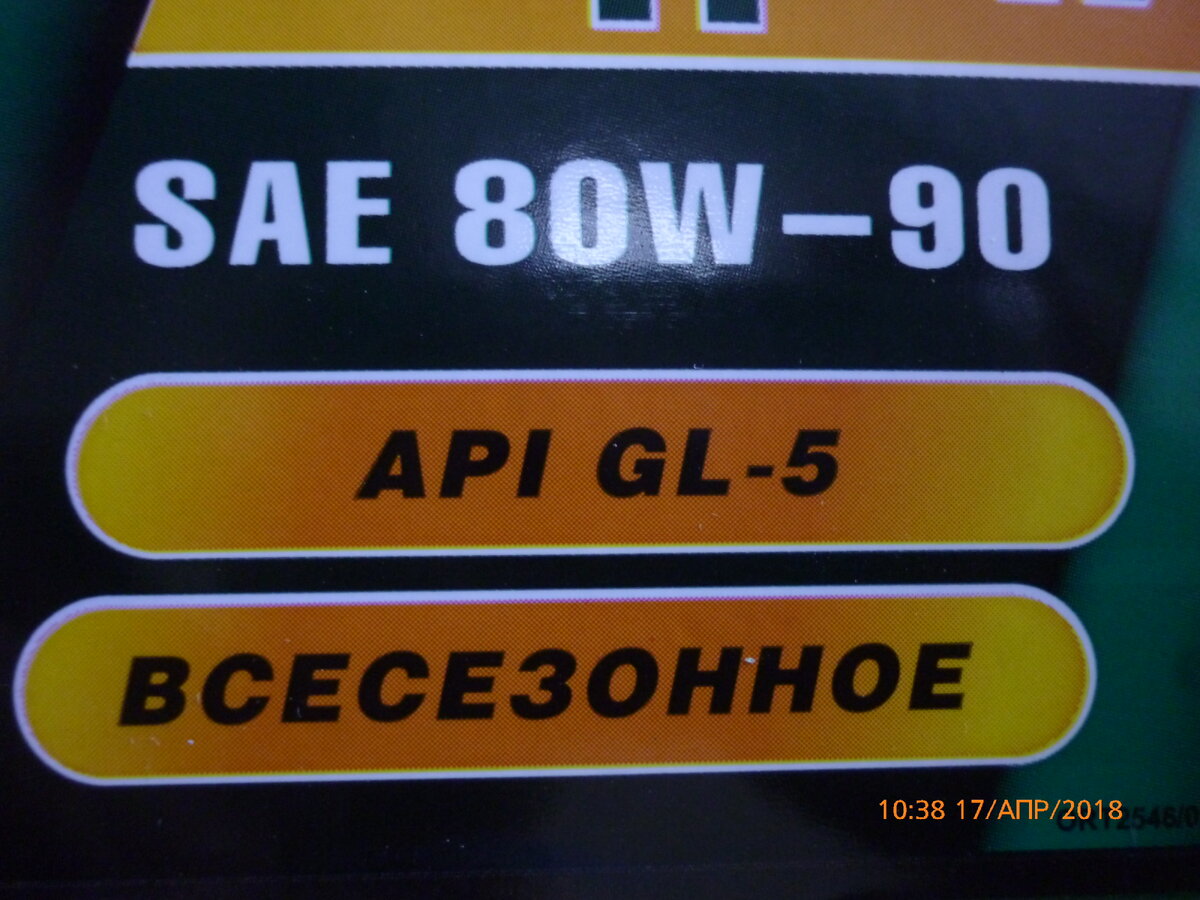 SAE 80W-90
API GL-5
ВСЕСЕЗОННОЕ
10:38 17/АПР/2018